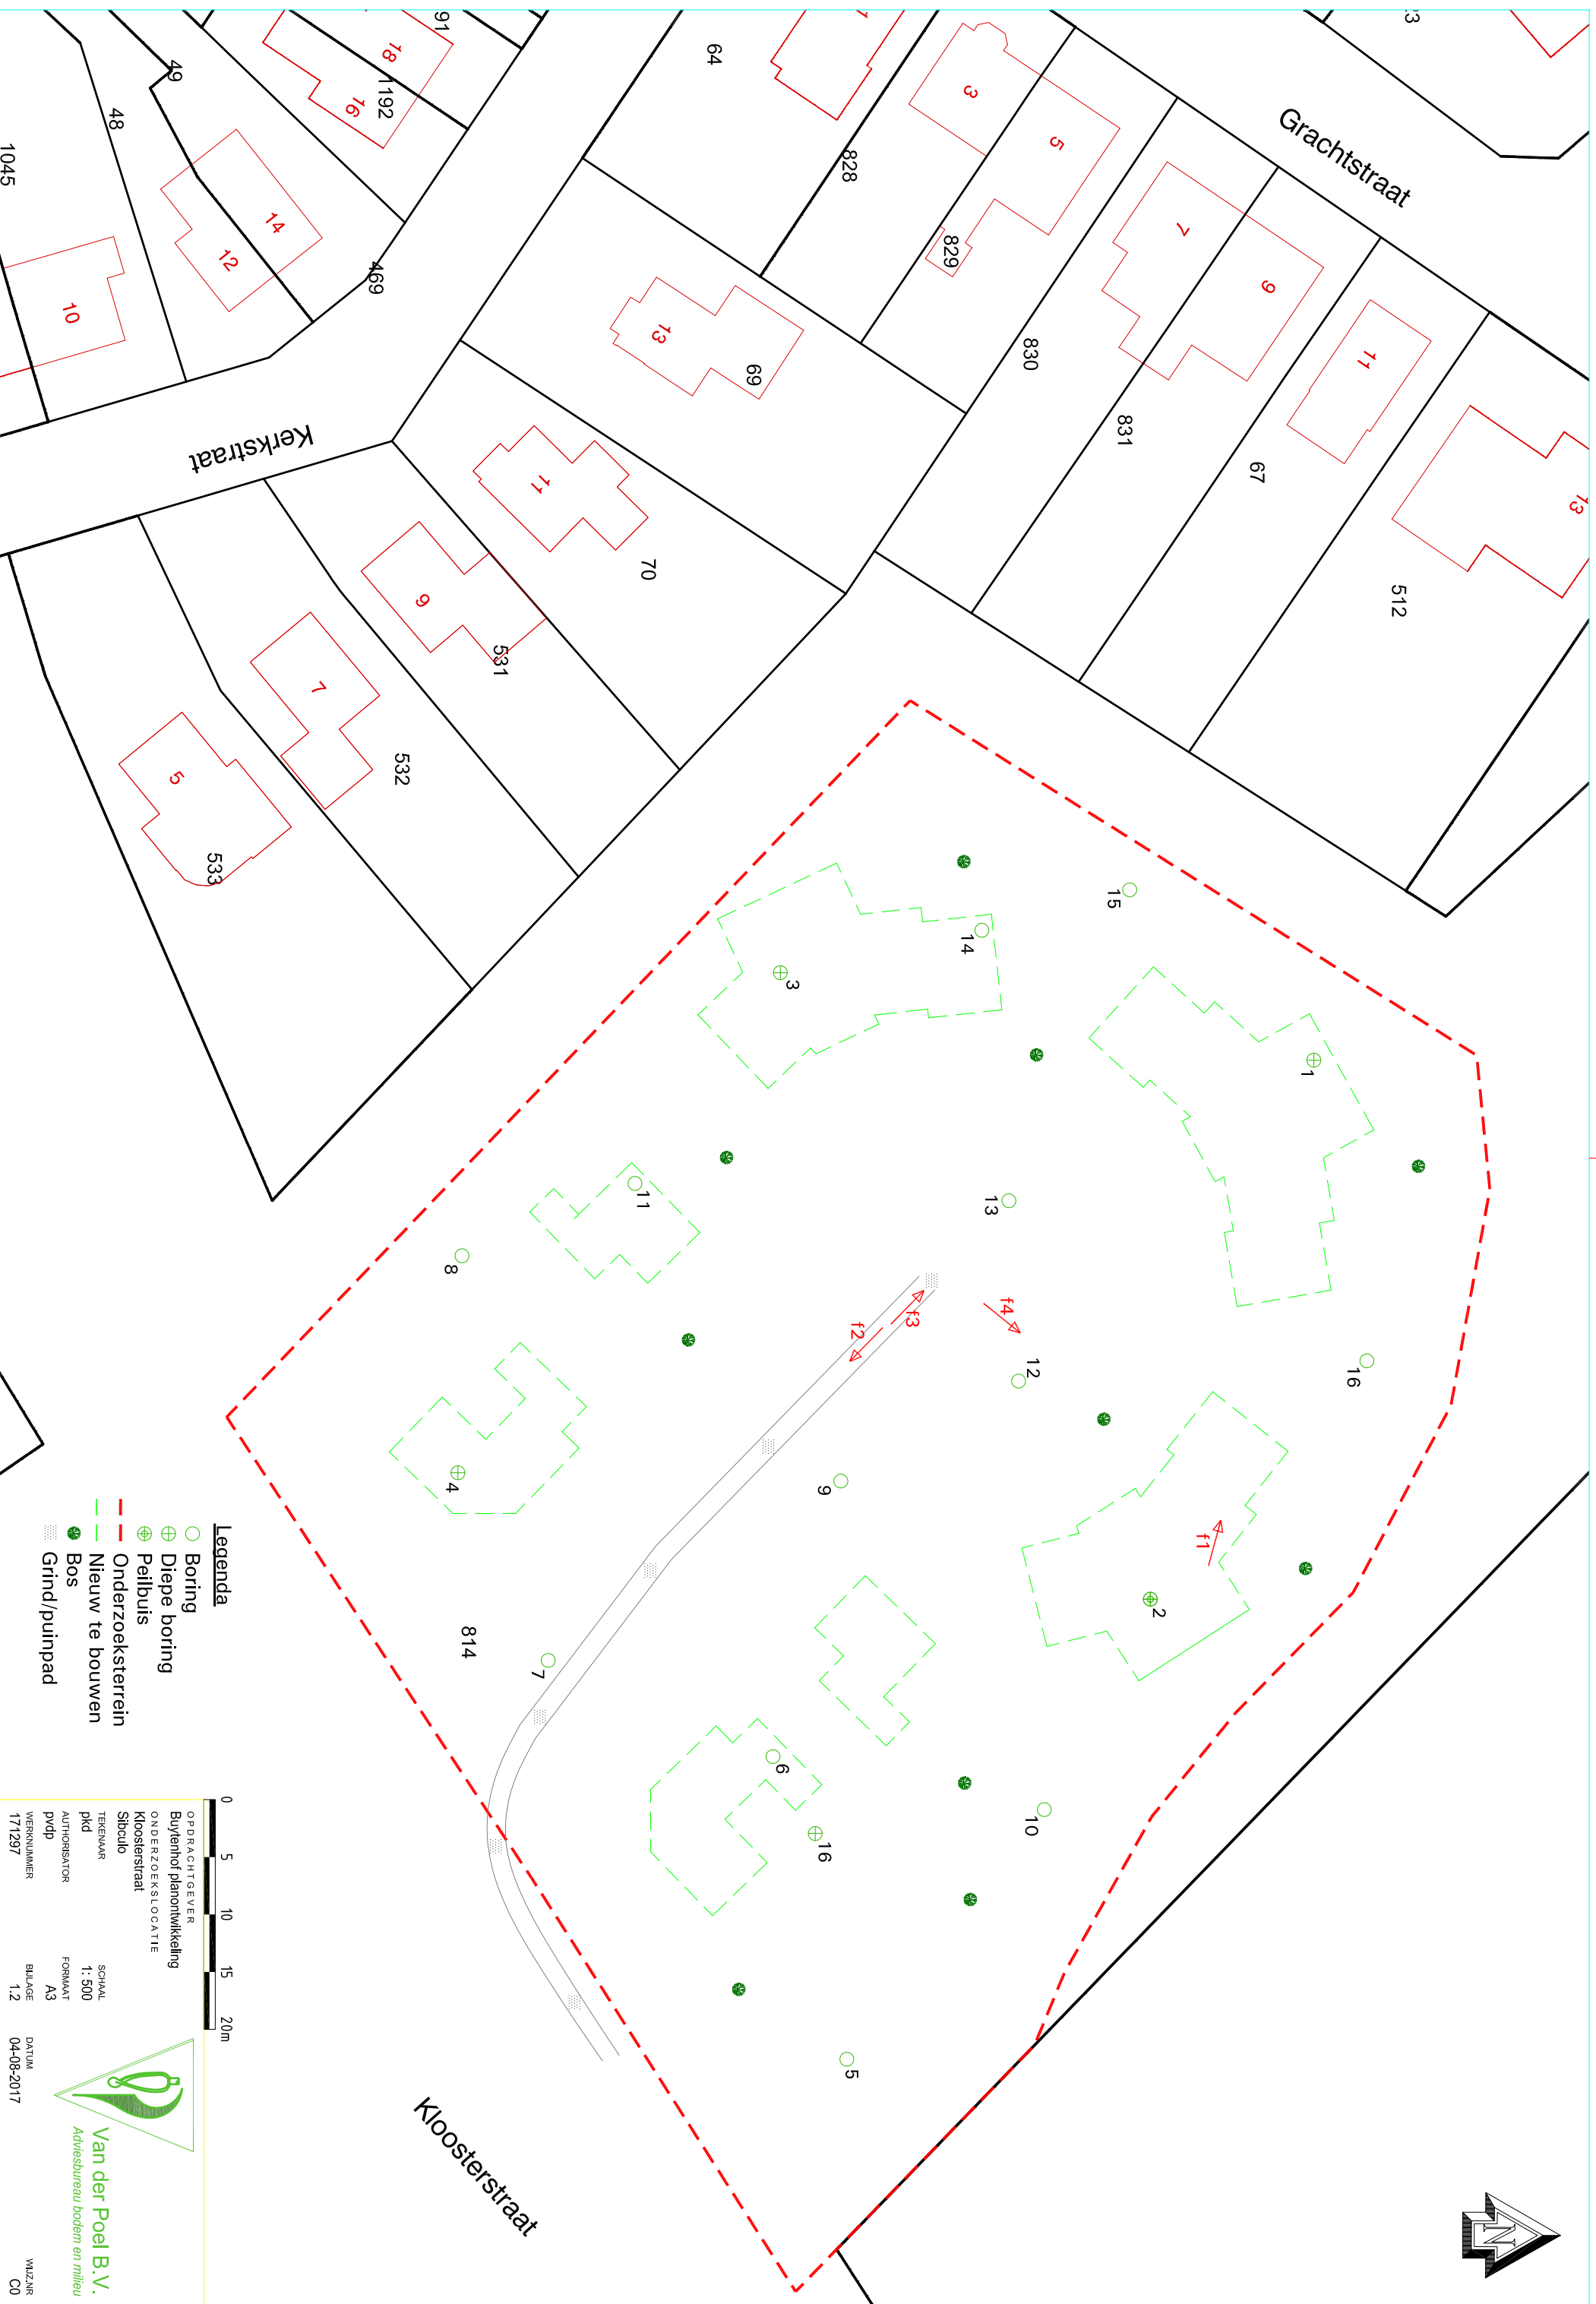 Grachtstraat
Kerkstraat
Kloosterstraat
64
828
829
830
831
67
512
69
70
531
532
533
469
49
48
1045
1192
91
814
18
16
14
12
10
3
5
7
9
11
13
13
11
9
7
5
1
2
3
4
5
6
7
8
9
10
11
12
13
14
15
16
16
f1
f2
f3
f4
N
Legenda
Boring
Diepe boring
Peilbuis
Onderzoeksterrein
Nieuw te bouwen
Bos
Grind/puinpad
0 5 10 15 20m
OPDRACHTGEVER
Buytenhof planontwikkeling
ONDERZOEKSLOCATIE
Kloosterstraat
Sibculo
TEKENAAR SCHAAL
pkd 1: 500
AUTHORISATOR FORMAAT
pvdp A3
WERKNUMMER BIJLAGE DATUM WIJZ.NR
171297 1.2 04-08-2017 C0
Van der Poel B.V.
Adviesbureau bodem en milieu